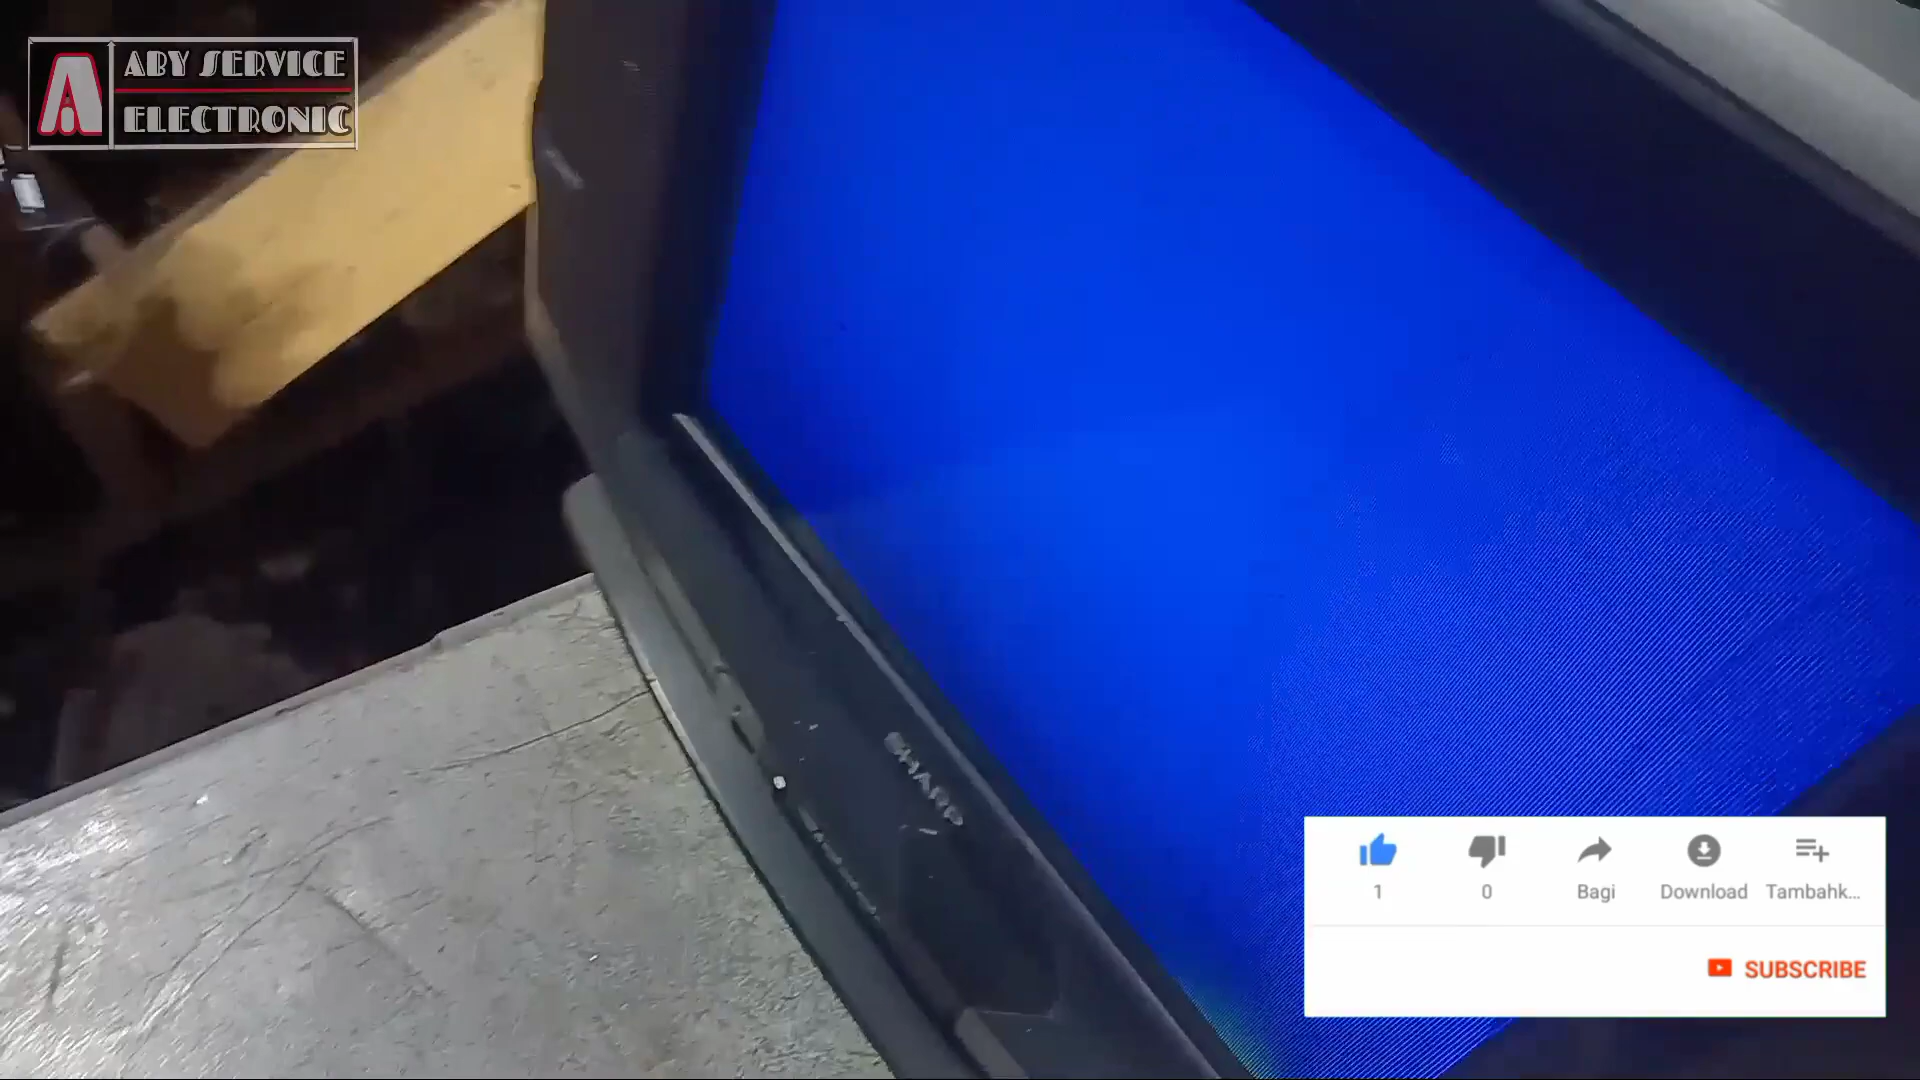 ABY SERVICE
ELECTRONIC
SHARP
1
0
Bagi
Download
Tambahk...
SUBSCRIBE